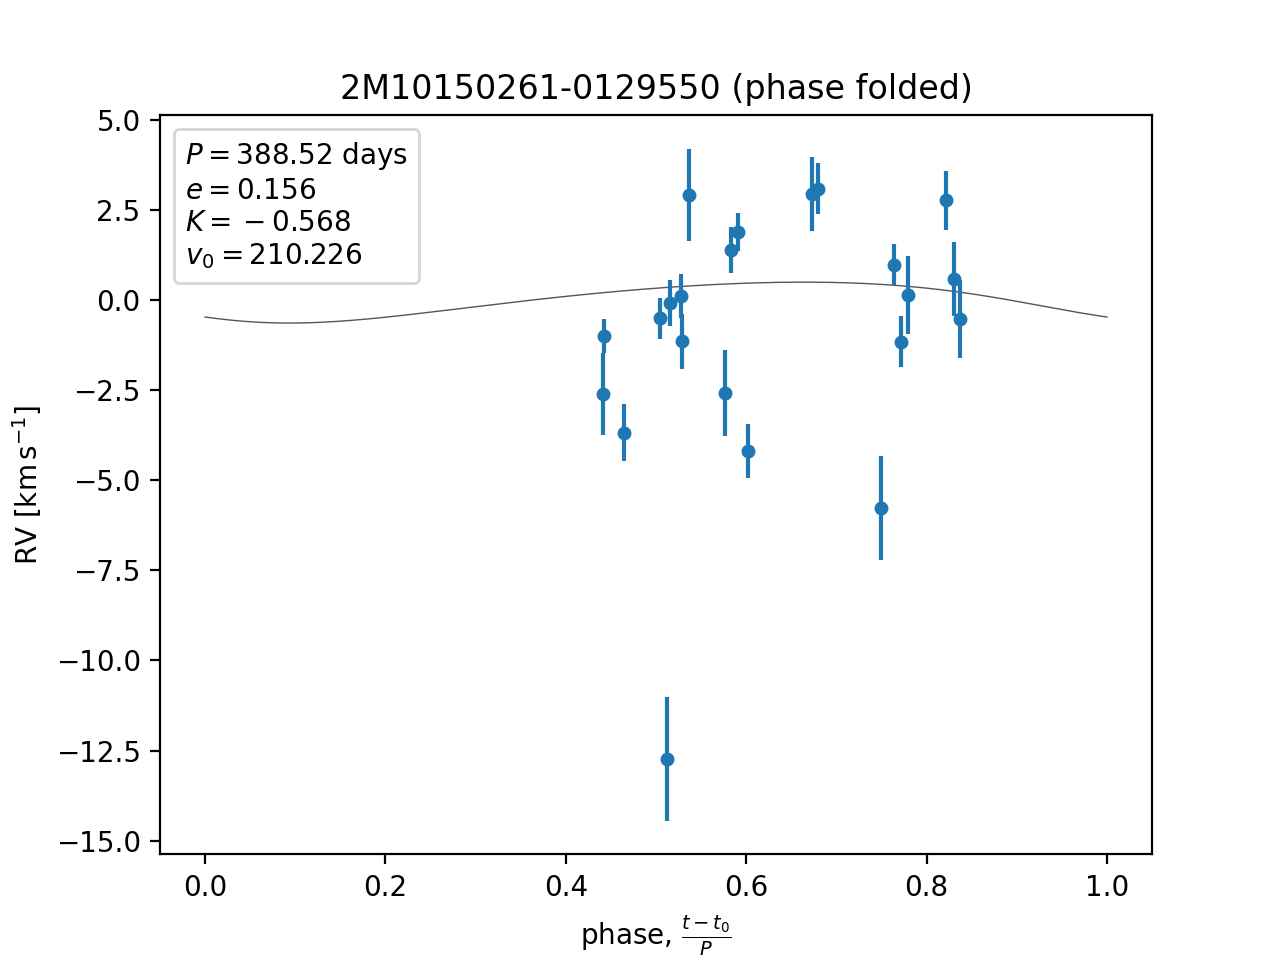 2M10150261-0129550 (phase folded)
P = 388.52 days
e = 0.156
K = −0.568
v₀ = 210.226
RV [km s⁻¹]
5.0
2.5
0.0
−2.5
−5.0
−7.5
−10.0
−12.5
−15.0
0.0 0.2 0.4 0.6 0.8 1.0
phase, (t − t₀)/P